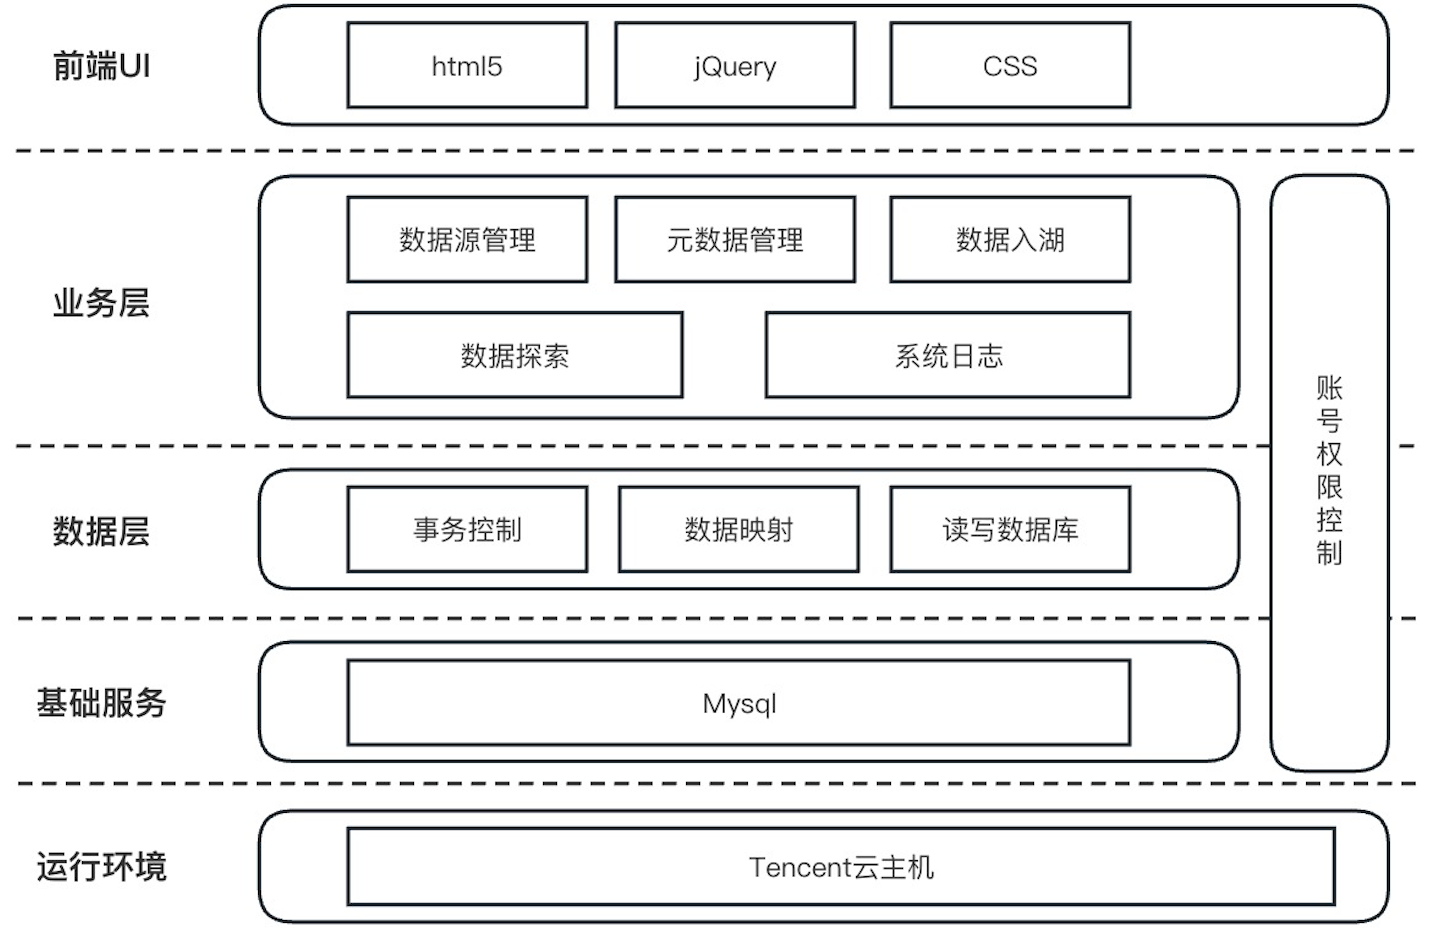 前端UI
html5
jQuery
CSS
业务层
数据源管理
元数据管理
数据入湖
数据探索
系统日志
账号权限控制
数据层
事务控制
数据映射
读写数据库
基础服务
Mysql
运行环境
Tencent云主机